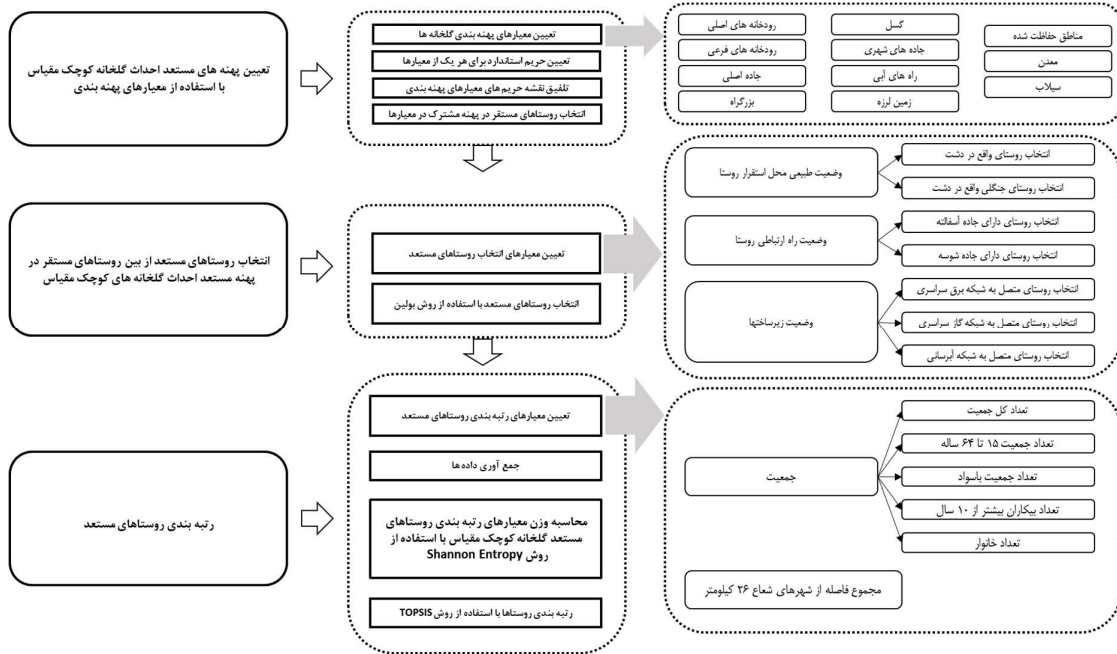 تعیین پهنه های مستعد احداث گلخانه کوچک مقیاس
با استفاده از معیارهای پهنه بندی
تعیین معیارهای پهنه بندی گلخانه ها
تعیین حریم استاندارد برای هر یک از معیارها
تلفیق نقشه حریم های معیارهای پهنه بندی
انتخاب روستاهای مستقر در پهنه مشترک در معیارها
مناطق حفاظت شده
معدن
سیلاب
گسل
جاده های شهری
راه های آبی
زمین لرزه
رودخانه های اصلی
رودخانه های فرعی
جاده اصلی
بزرگراه
انتخاب روستاهای مستعد از بین روستاهای مستقر در
پهنه مستعد احداث گلخانه های کوچک مقیاس
تعیین معیارهای انتخاب روستاهای مستعد
انتخاب روستاهای مستعد با استفاده از روش بولین
وضعیت طبیعی محل استقرار روستا
انتخاب روستای واقع در دشت
انتخاب روستای جنگلی واقع در دشت
وضعیت راه ارتباطی روستا
انتخاب روستای دارای جاده آسفالته
انتخاب روستای دارای جاده شوسه
وضعیت زیرساختها
انتخاب روستای متصل به شبکه برق سراسری
انتخاب روستای متصل به شبکه گاز سراسری
انتخاب روستای متصل به شبکه آبرسانی
رتبه بندی روستاهای مستعد
تعیین معیارهای رتبه بندی روستاهای مستعد
جمع آوری داده ها
محاسبه وزن معیارهای رتبه بندی روستاهای
مستعد گلخانه کوچک مقیاس با استفاده از
روش Shannon Entropy
رتبه بندی روستاها با استفاده از روش TOPSIS
جمعیت
تعداد کل جمعیت
تعداد جمعیت ۱۵ تا ۶۴ ساله
تعداد جمعیت باسواد
تعداد بیکاران بیشتر از ۱۰ سال
تعداد خانوار
مجموع فاصله از شهرهای شعاع ۲۶ کیلومتر